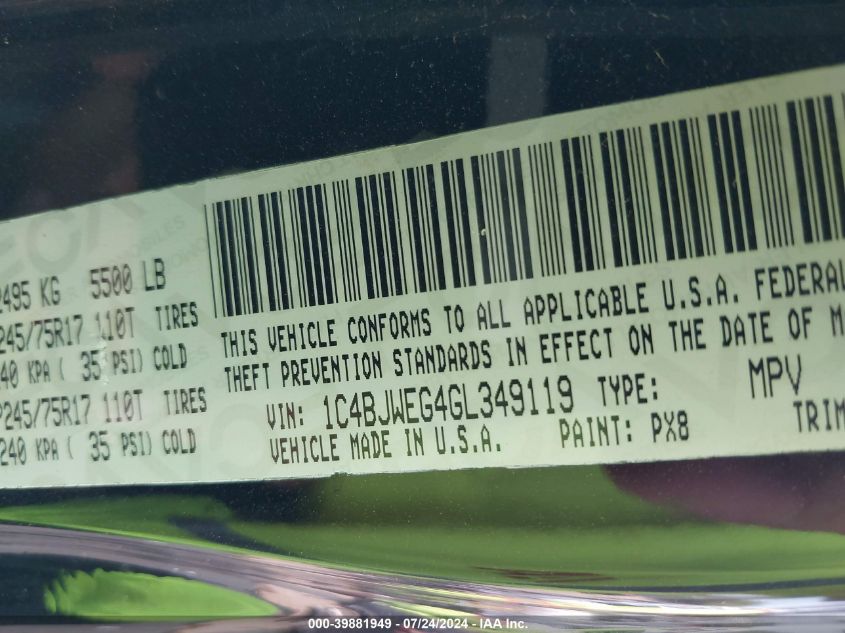 2495 KG 5500 LB
245/75R17 110T TIRES
240 KPA ( 35 PSI) COLD
P245/75R17 110T TIRES
240 KPA ( 35 PSI) COLD
THIS VEHICLE CONFORMS TO ALL APPLICABLE U.S.A. FEDERAL
THEFT PREVENTION STANDARDS IN EFFECT ON THE DATE OF M
VIN: 1C4BJWEG4GL349119 TYPE: MPV
VEHICLE MADE IN U.S.A. PAINT: PX8 TRIM
000-39881949 / 07/24/2024 - IAA Inc.